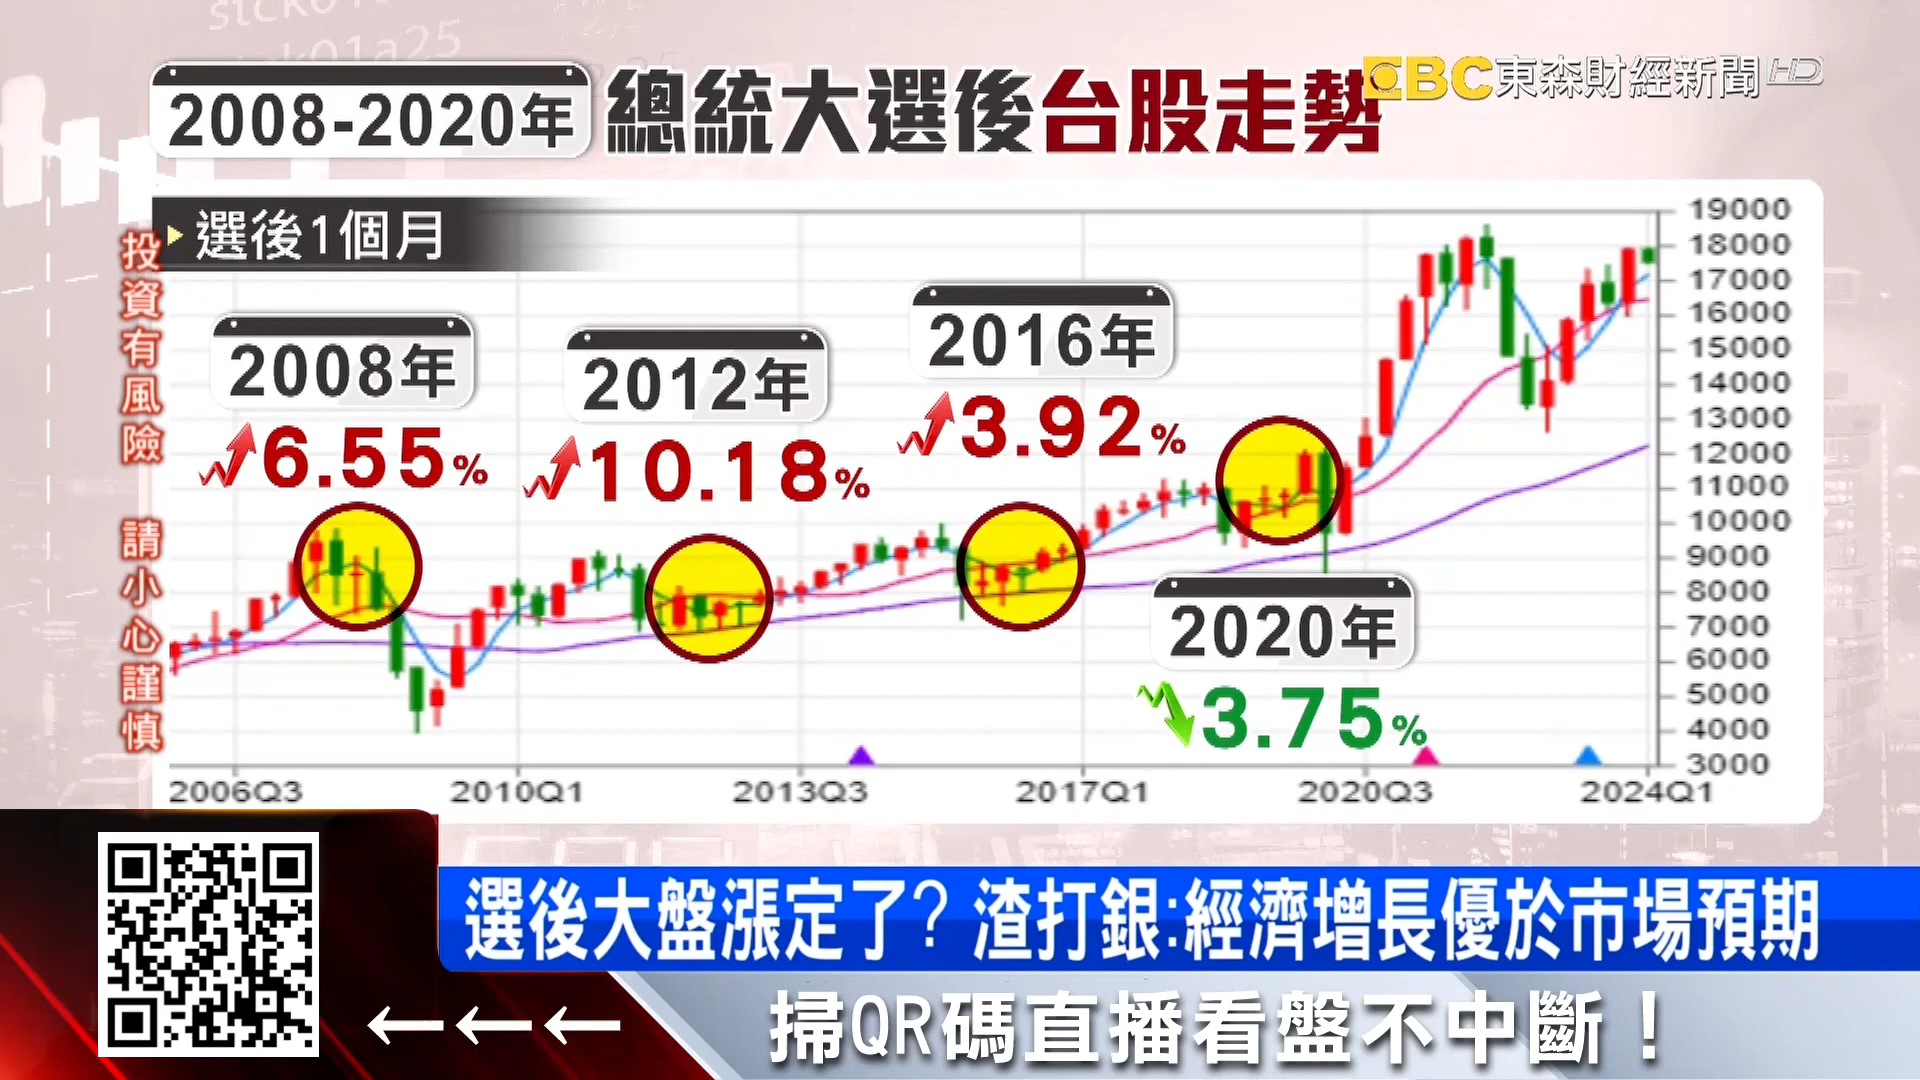 2008-2020年 總統大選後台股走勢
EBC 東森財經新聞 HD
選後1個月
投資有風險 請小心謹慎
2008年
6.55%
2012年
10.18%
2016年
3.92%
2020年
3.75%
19000
18000
17000
16000
15000
14000
13000
12000
11000
10000
9000
8000
7000
6000
5000
4000
3000
2006Q3 2010Q1 2013Q3 2017Q1 2020Q3 2024Q1
選後大盤漲定了? 渣打銀:經濟增長優於市場預期
←←← 掃QR碼直播看盤不中斷!